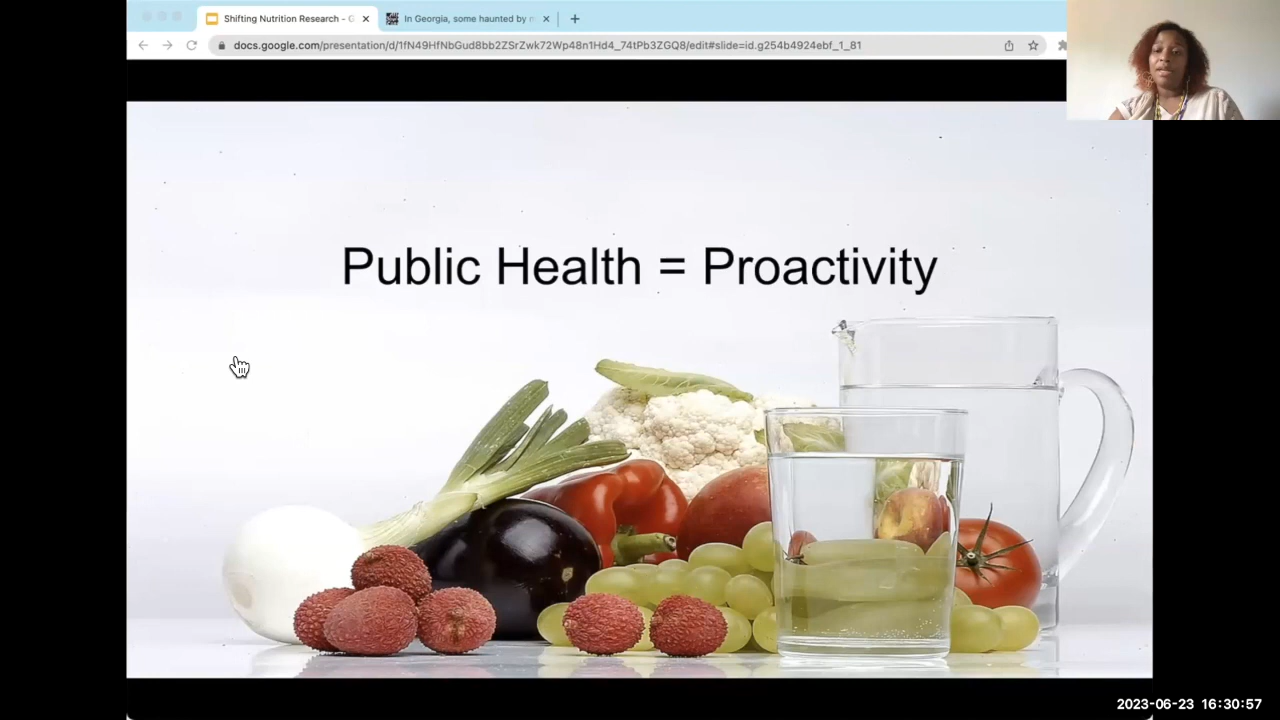 Shifting Nutrition Research - G
In Georgia, some haunted by m
docs.google.com/presentation/d/1fN49HfNbGud8bb2ZSrZwk72Wp48n1Hd4_74tPb3ZGQ8/edit#slide=id.g254b4924ebf_1_81
Public Health = Proactivity
2023-06-23 16:30:57